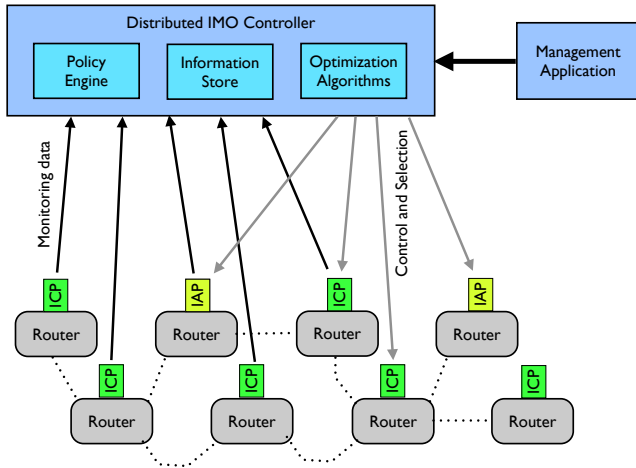 Distributed IMO Controller
Policy
Engine
Information
Store
Optimization
Algorithms
Management
Application
Monitoring data
Control and Selection
ICP
IAP
ICP
IAP
Router
Router
Router
Router
ICP
ICP
ICP
ICP
Router
Router
Router
Router